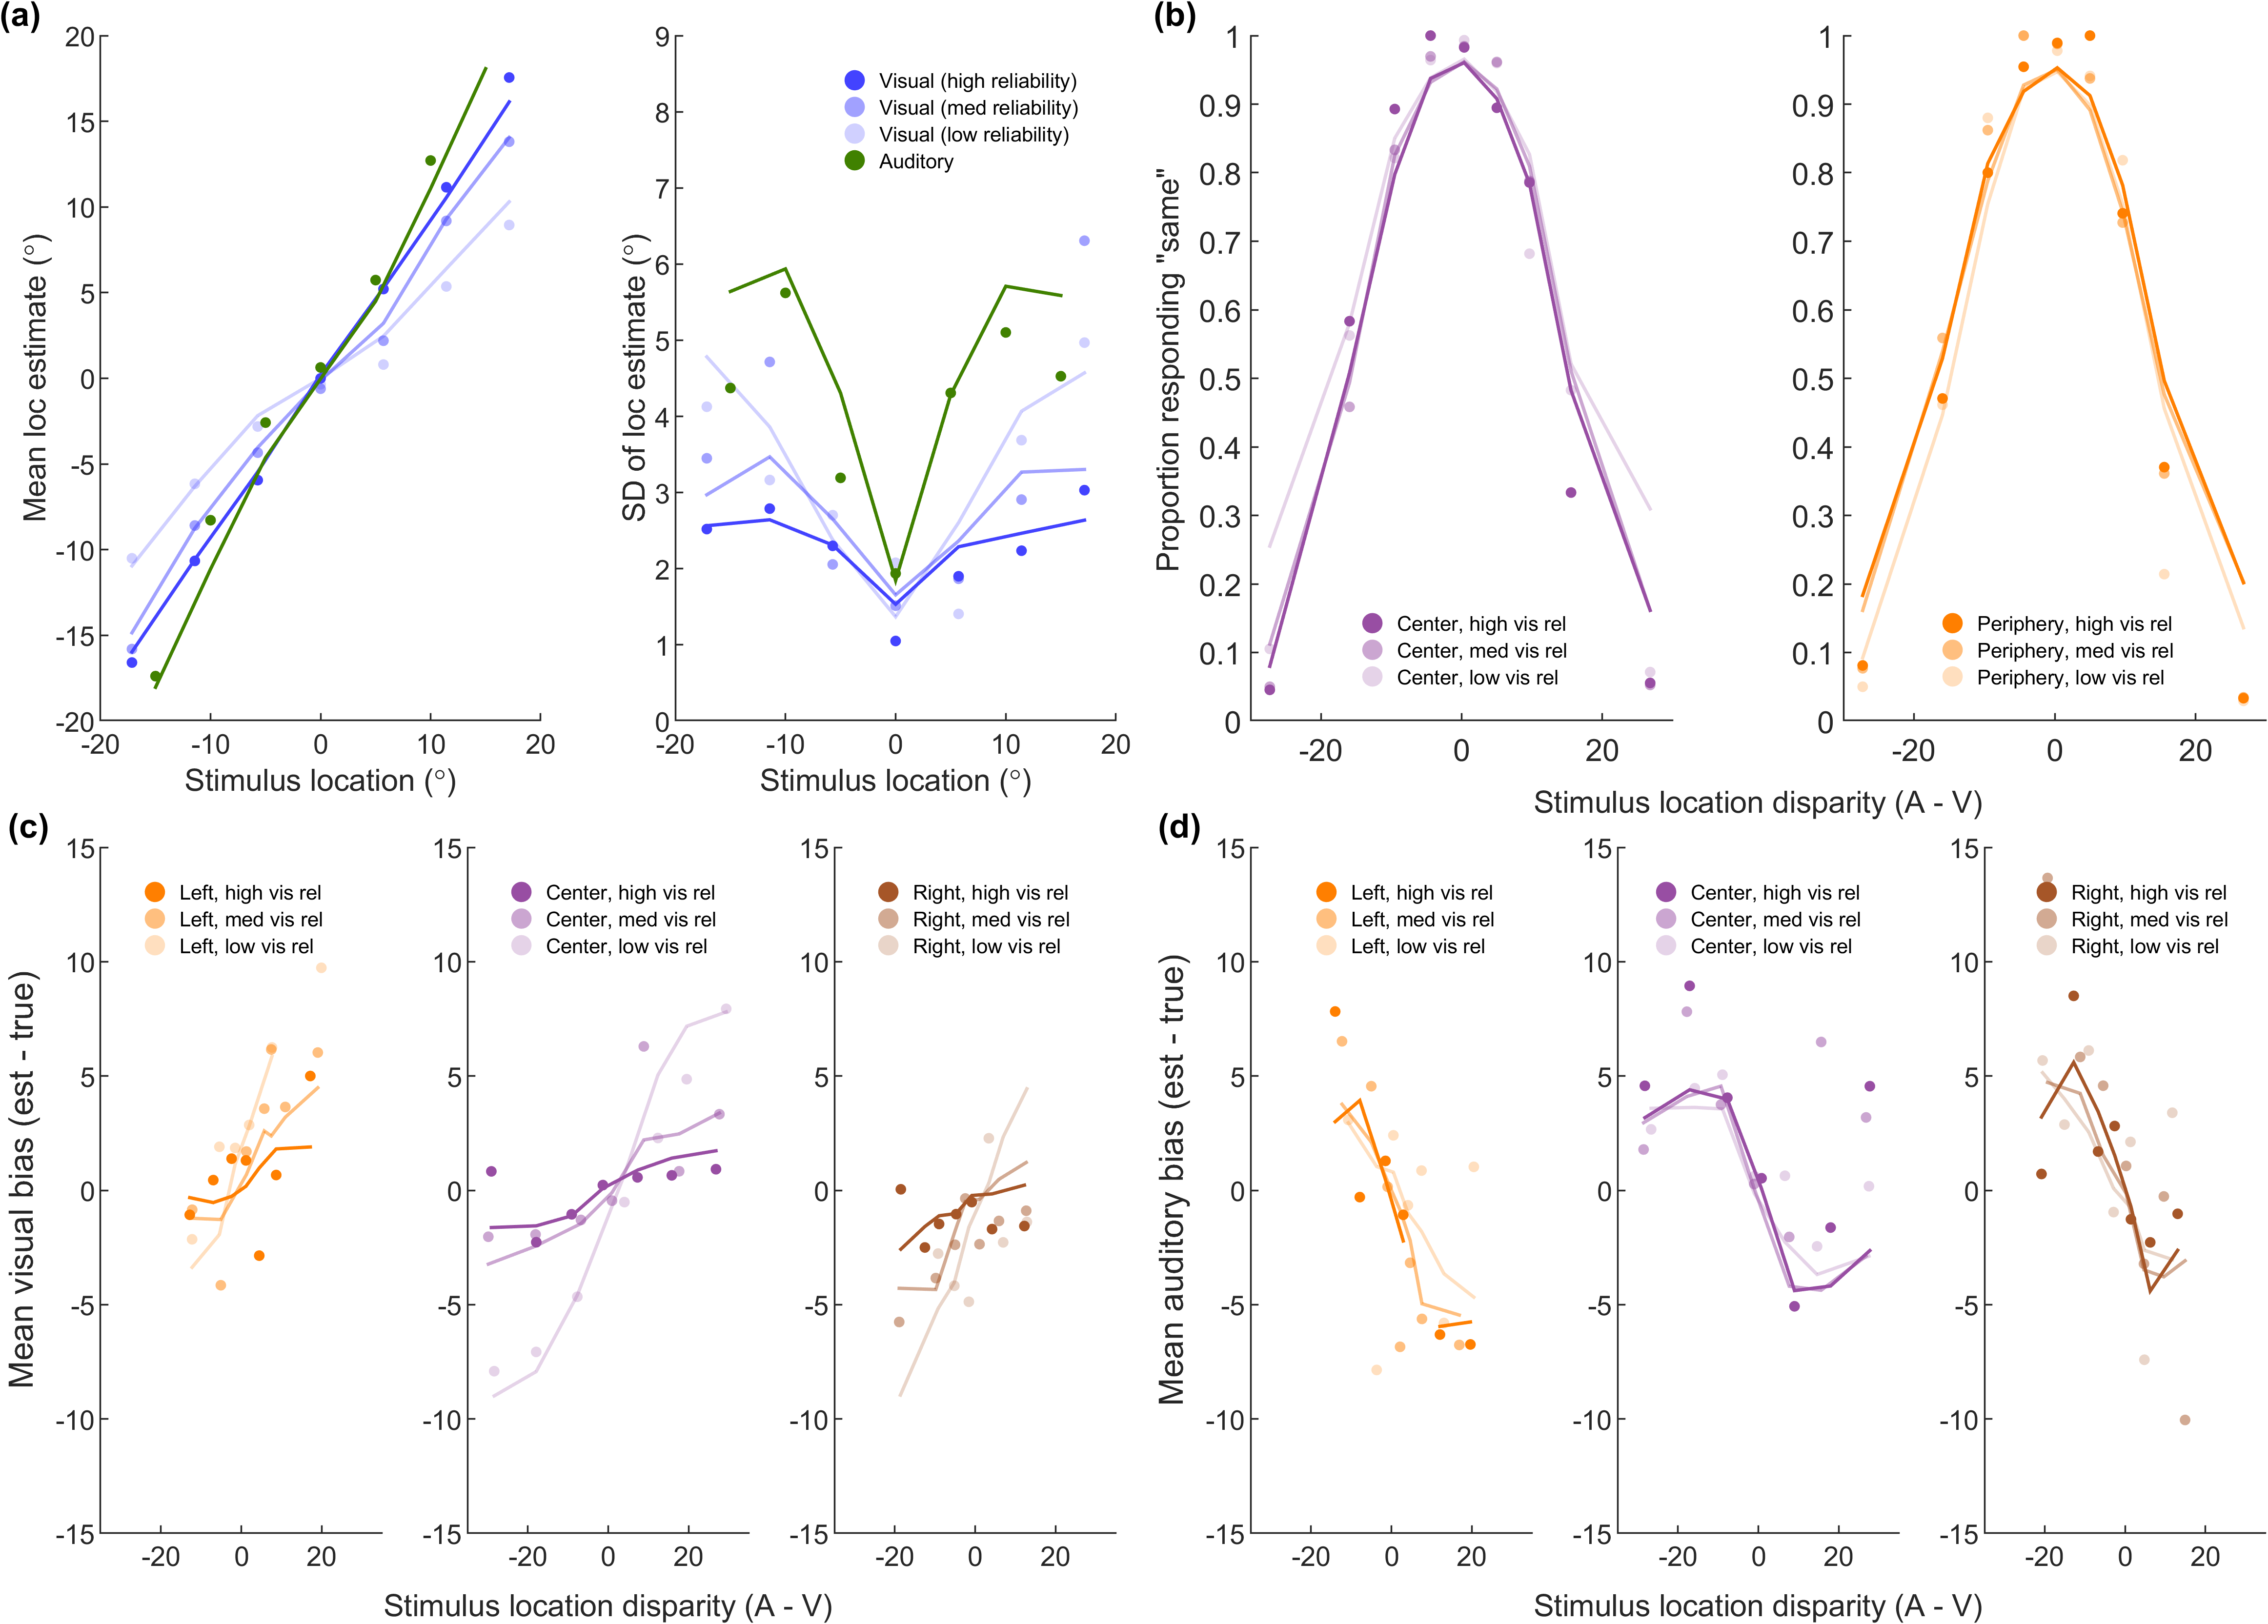 (a)
20
15
10
5
0
-5
-10
-15
-20
-20 -10 0 10 20
Mean loc estimate (°)
Stimulus location (°)
9
8
7
6
5
4
3
2
1
0
-20 -10 0 10 20
SD of loc estimate (°)
Stimulus location (°)
Visual (high reliability)
Visual (med reliability)
Visual (low reliability)
Auditory
(b)
1
0.9
0.8
0.7
0.6
0.5
0.4
0.3
0.2
0.1
0
-20 0 20
Proportion responding "same"
Center, high vis rel
Center, med vis rel
Center, low vis rel
1
0.9
0.8
0.7
0.6
0.5
0.4
0.3
0.2
0.1
0
-20 0 20
Periphery, high vis rel
Periphery, med vis rel
Periphery, low vis rel
Stimulus location disparity (A - V)
(c)
15
10
5
0
-5
-10
-15
-20 0 20
Mean visual bias (est - true)
Left, high vis rel
Left, med vis rel
Left, low vis rel
15
10
5
0
-5
-10
-15
-20 0 20
Center, high vis rel
Center, med vis rel
Center, low vis rel
15
10
5
0
-5
-10
-15
-20 0 20
Right, high vis rel
Right, med vis rel
Right, low vis rel
Stimulus location disparity (A - V)
(d)
15
10
5
0
-5
-10
-15
-20 0 20
Mean auditory bias (est - true)
Left, high vis rel
Left, med vis rel
Left, low vis rel
15
10
5
0
-5
-10
-15
-20 0 20
Center, high vis rel
Center, med vis rel
Center, low vis rel
15
10
5
0
-5
-10
-15
-20 0 20
Right, high vis rel
Right, med vis rel
Right, low vis rel
Stimulus location disparity (A - V)